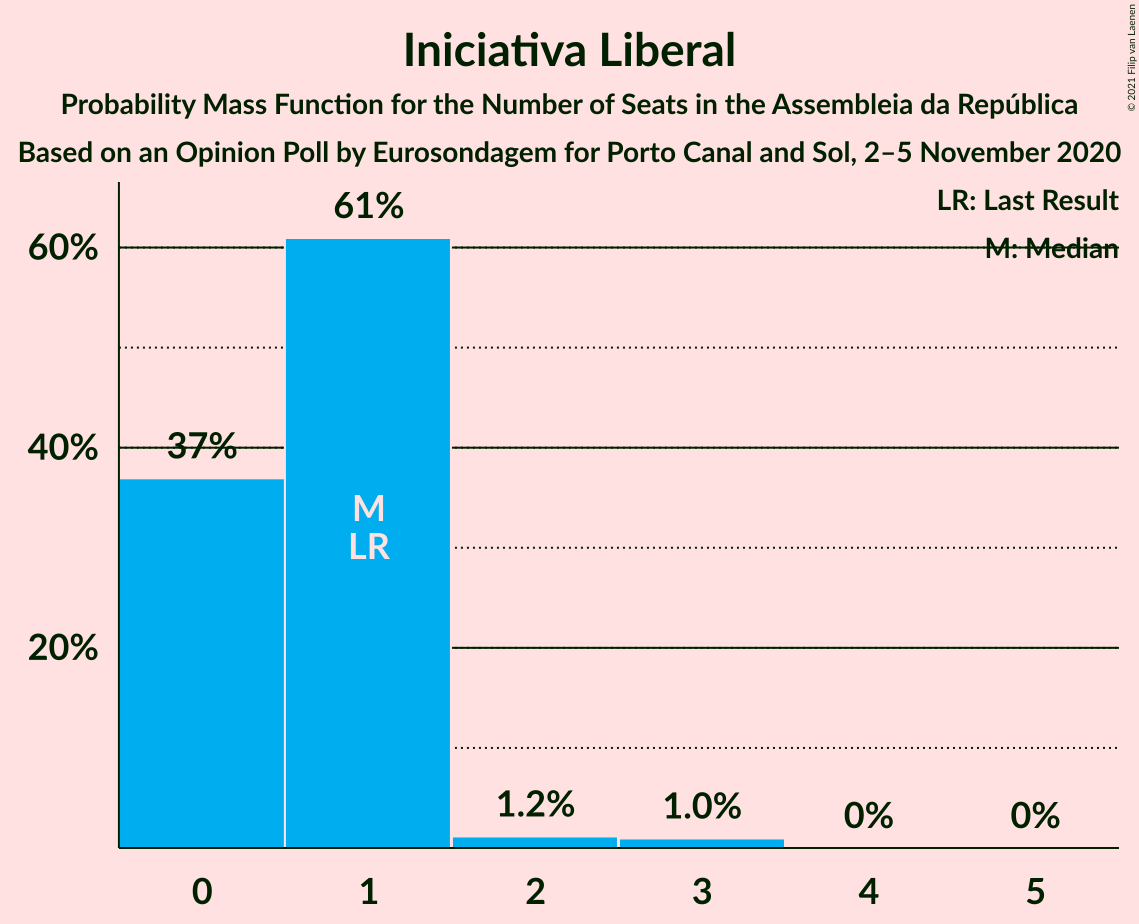 Iniciativa Liberal
Probability Mass Function for the Number of Seats in the Assembleia da República
Based on an Opinion Poll by Eurosondagem for Porto Canal and Sol, 2–5 November 2020
© 2021 Filip van Laenen
LR: Last Result
M: Median
60%
40%
20%
37%
61%
M
LR
1.2%
1.0%
0%
0%
0
1
2
3
4
5